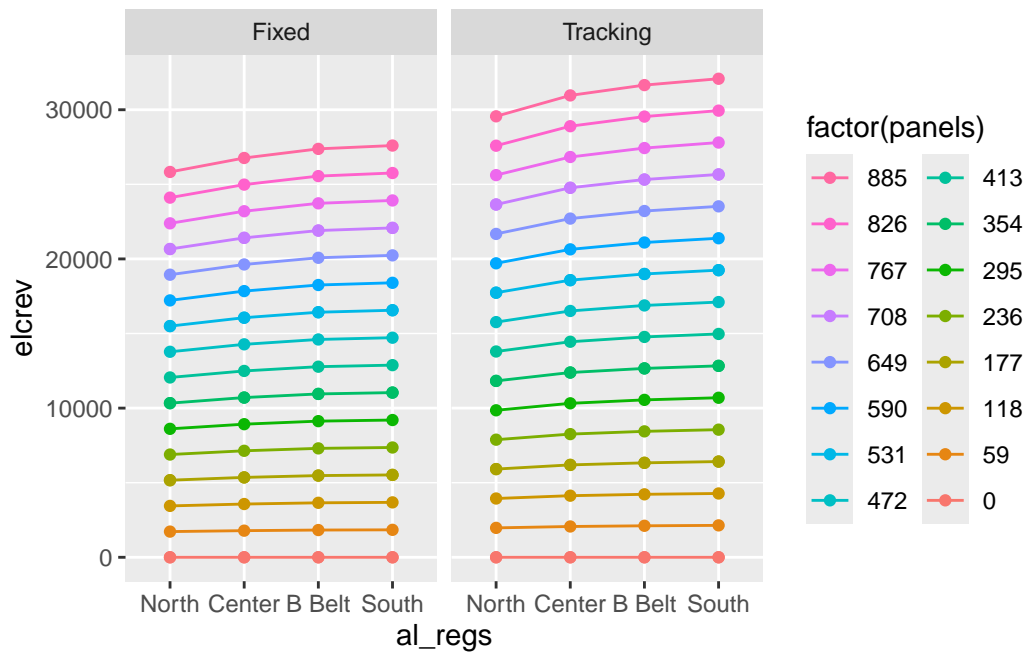 Fixed Tracking
30000
20000
10000
0
elcrev
North Center B Belt South North Center B Belt South
al_regs
factor(panels)
885 413
826 354
767 295
708 236
649 177
590 118
531 59
472 0